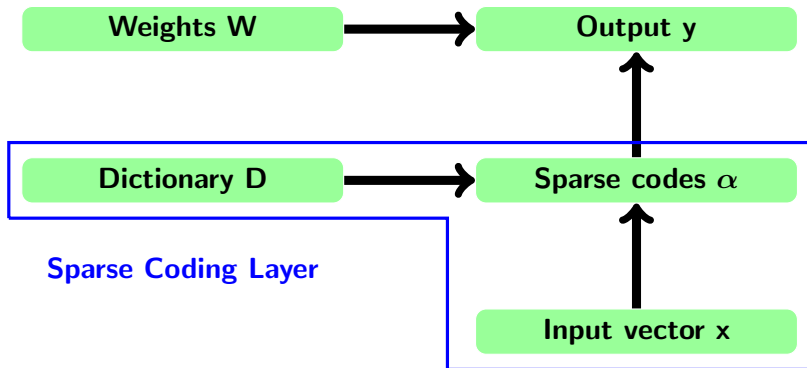 Weights W
Output y
Dictionary D
Sparse codes α
Sparse Coding Layer
Input vector x